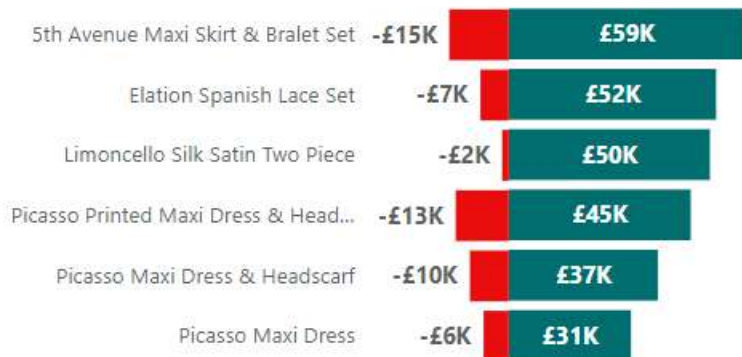 5th Avenue Maxi Skirt & Bralet Set -£15K £59K
Elation Spanish Lace Set -£7K £52K
Limoncello Silk Satin Two Piece -£2K £50K
Picasso Printed Maxi Dress & Head... -£13K £45K
Picasso Maxi Dress & Headscarf -£10K £37K
Picasso Maxi Dress -£6K £31K